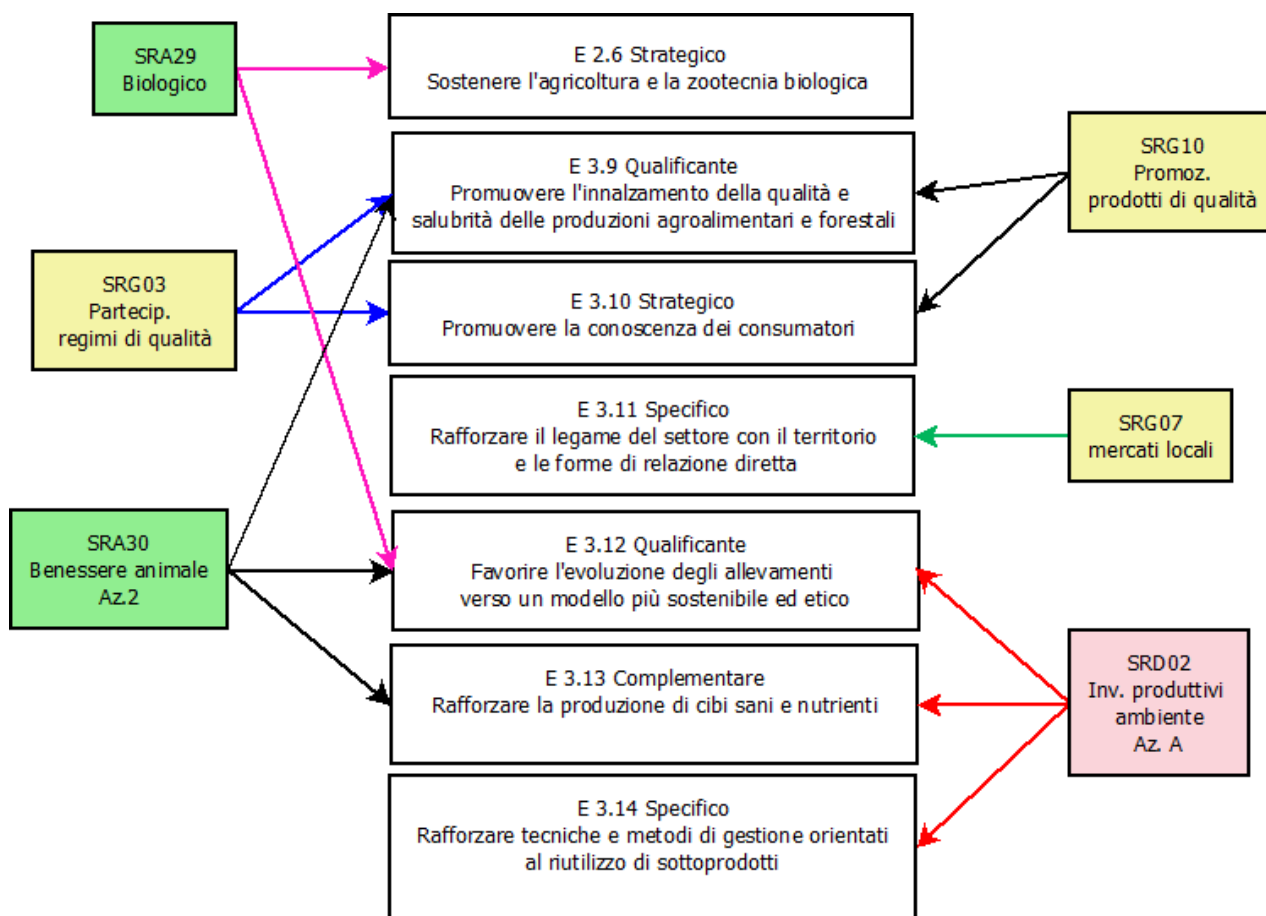 SRA29
Biologico
E 2.6 Strategico
Sostenere l'agricoltura e la zootecnia biologica
E 3.9 Qualificante
Promuovere l'innalzamento della qualità e
salubrità delle produzioni agroalimentari e forestali
SRG10
Promoz.
prodotti di qualità
SRG03
Partecip.
regimi di qualità
E 3.10 Strategico
Promuovere la conoscenza dei consumatori
E 3.11 Specifico
Rafforzare il legame del settore con il territorio
e le forme di relazione diretta
SRG07
mercati locali
SRA30
Benessere animale
Az.2
E 3.12 Qualificante
Favorire l'evoluzione degli allevamenti
verso un modello più sostenibile ed etico
E 3.13 Complementare
Rafforzare la produzione di cibi sani e nutrienti
SRD02
Inv. produttivi
ambiente
Az. A
E 3.14 Specifico
Rafforzare tecniche e metodi di gestione orientati
al riutilizzo di sottoprodotti